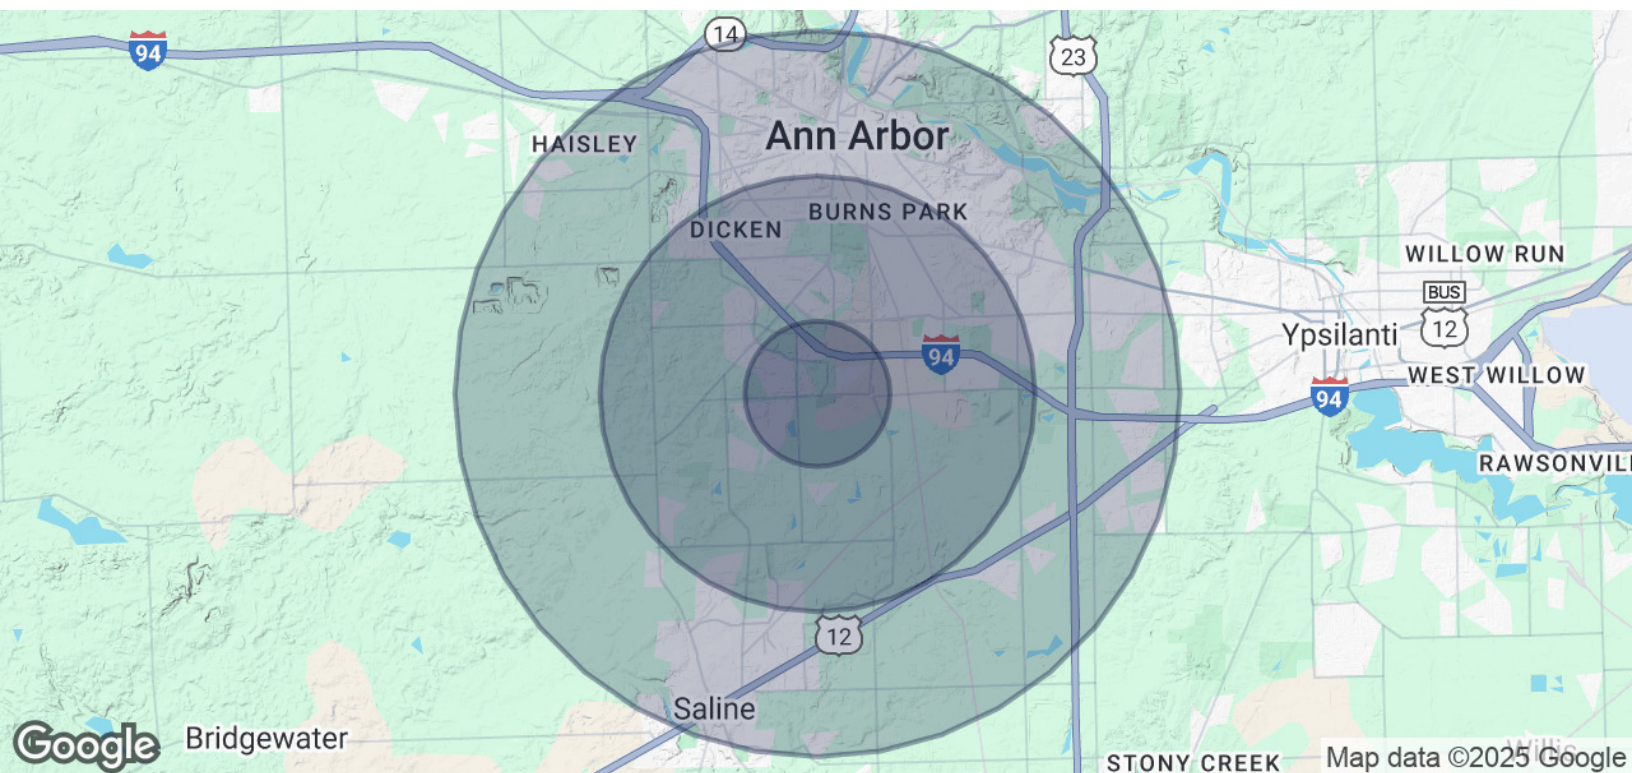 14
94
23
HAISLEY
Ann Arbor
BURNS PARK
DICKEN
WILLOW RUN
BUS
12
Ypsilanti
94
WEST WILLOW
94
RAWSONVILL
12
Saline
Bridgewater
Google
STONY CREEK
Willis
Map data ©2025 Google